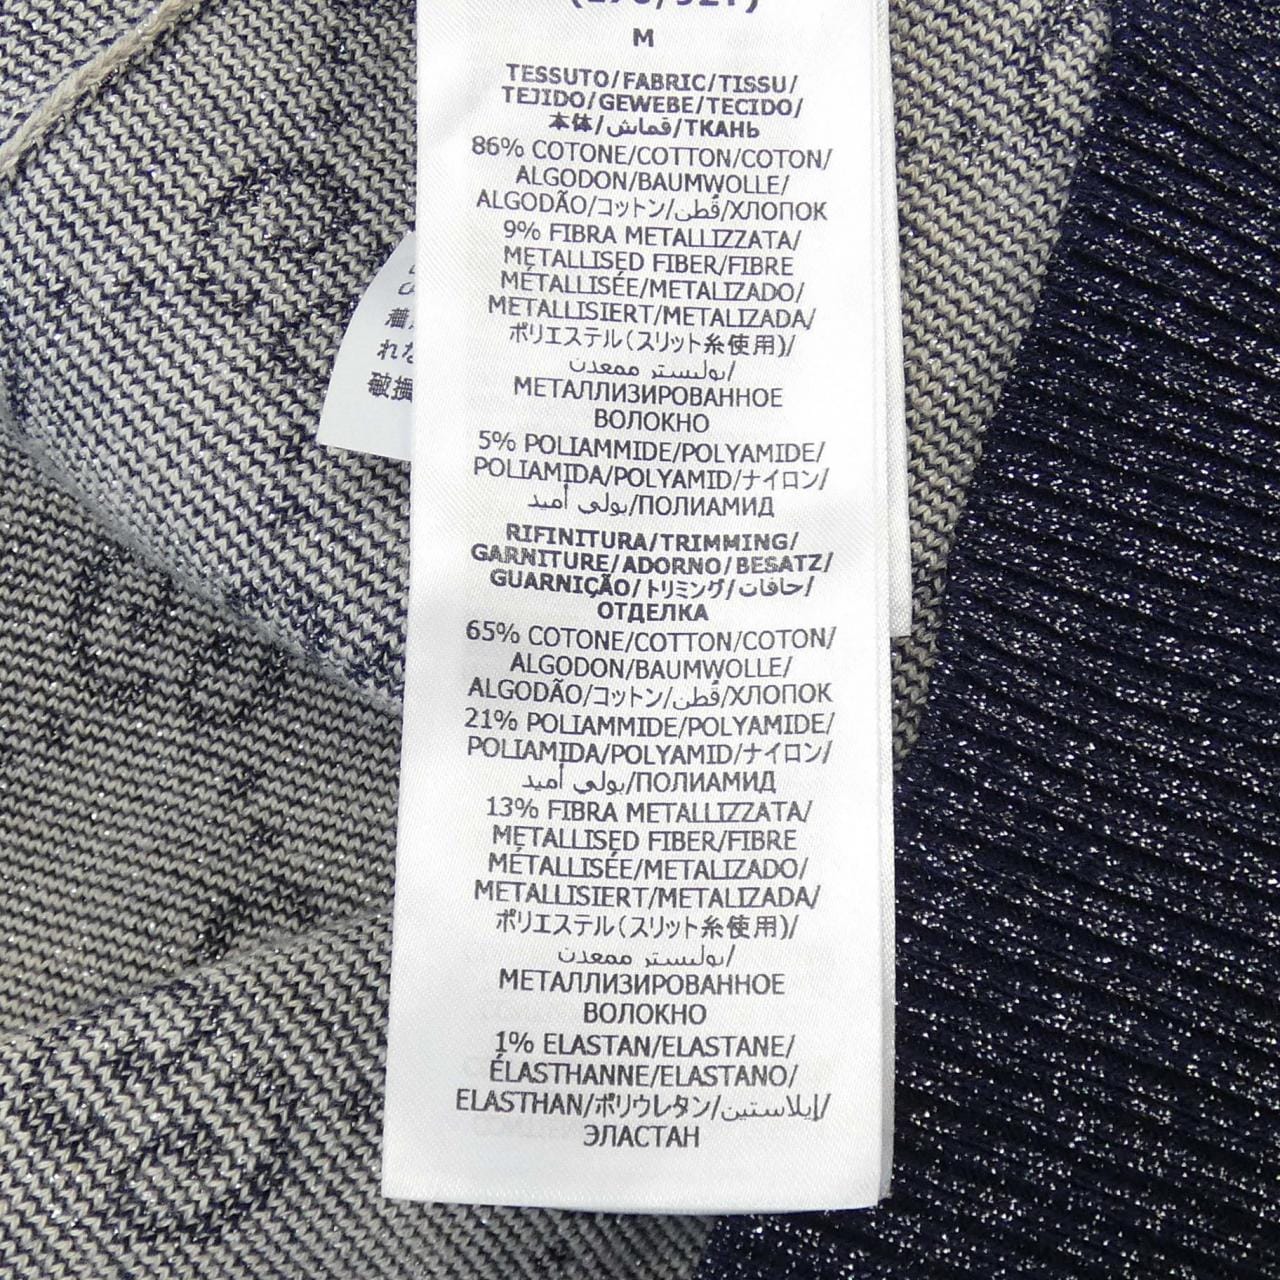 M
TESSUTO/FABRIC/TISSU/
TEJIDO/GEWEBE/TECIDO/
本体/قماش/ТКАНЬ
86% COTONE/COTTON/COTON/
ALGODON/BAUMWOLLE/
ALGODÃO/コットン/قطن/ХЛОПОК
9% FIBRA METALLIZZATA/
METALLISED FIBER/FIBRE
MÉTALLISÉE/METALIZADO/
METALLISIERT/METALIZADA/
ポリエステル(スリット糸使用)/
بوليستر ممعدن/
МЕТАЛЛИЗИРОВАННОЕ
ВОЛОКНО
5% POLIAMMIDE/POLYAMIDE/
POLIAMIDA/POLYAMID/ナイロン/
بولي أميد/ПОЛИАМИД
RIFINITURA/TRIMMING/
GARNITURE/ADORNO/BESATZ/
GUARNIÇÃO/トリミング/حافات/
ОТДЕЛКА
65% COTONE/COTTON/COTON/
ALGODON/BAUMWOLLE/
ALGODÃO/コットン/قطن/ХЛОПОК
21% POLIAMMIDE/POLYAMIDE/
POLIAMIDA/POLYAMID/ナイロン/
بولي أميد/ПОЛИАМИД
13% FIBRA METALLIZZATA/
METALLISED FIBER/FIBRE
MÉTALLISÉE/METALIZADO/
METALLISIERT/METALIZADA/
ポリエステル(スリット糸使用)/
بوليستر ممعدن/
МЕТАЛЛИЗИРОВАННОЕ
ВОЛОКНО
1% ELASTAN/ELASTANE/
ÉLASTHANNE/ELASTANO/
ELASTHAN/ポリウレタン/إيلاستين/
ЭЛАСТАН